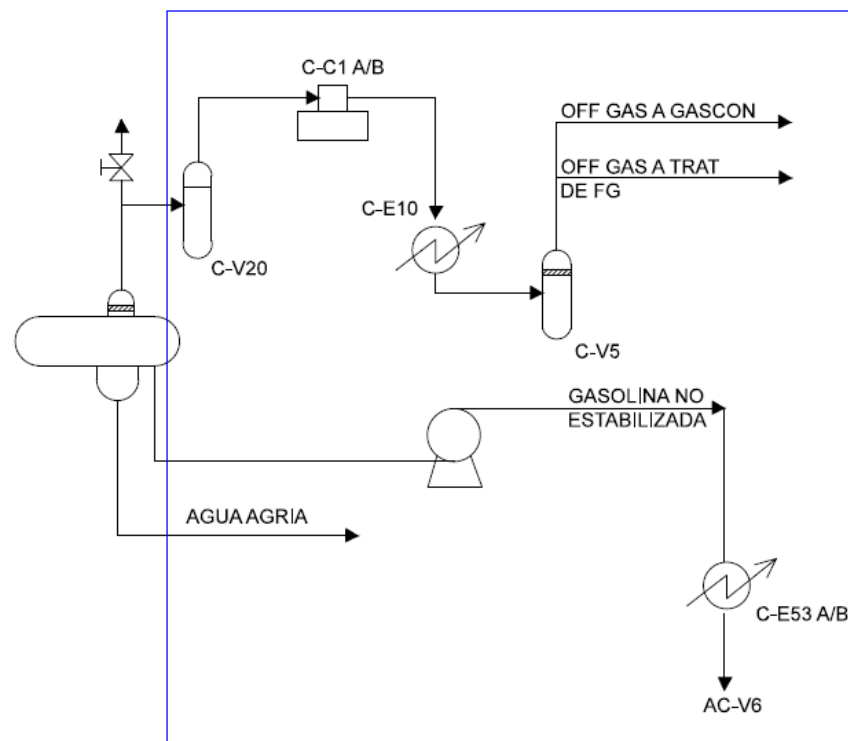 C-C1 A/B
OFF GAS A GASCON
OFF GAS A TRAT
DE FG
C-E10
C-V20
C-V5
GASOLINA NO
ESTABILIZADA
AGUA AGRIA
C-E53 A/B
AC-V6